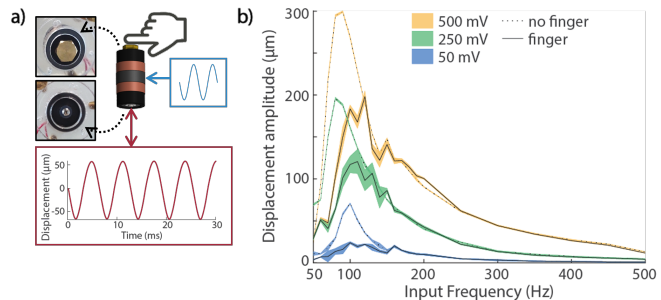 a)
Displacement (µm)
50
0
-50
0
10
20
30
Time (ms)
b)
Displacement amplitude (µm)
300
200
100
0
500 mV
250 mV
50 mV
no finger
finger
50
100
200
300
400
500
Input Frequency (Hz)